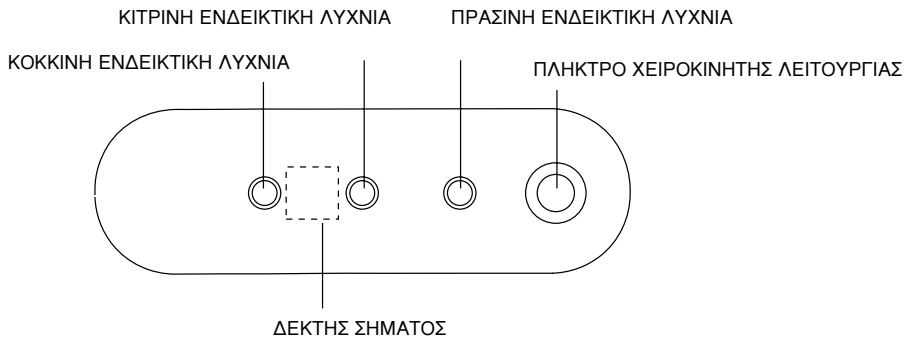 ΚΙΤΡΙΝΗ ΕΝΔΕΙΚΤΙΚΗ ΛΥΧΝΙΑ
ΠΡΑΣΙΝΗ ΕΝΔΕΙΚΤΙΚΗ ΛΥΧΝΙΑ
ΚΟΚΚΙΝΗ ΕΝΔΕΙΚΤΙΚΗ ΛΥΧΝΙΑ
ΠΛΗΚΤΡΟ ΧΕΙΡΟΚΙΝΗΤΗΣ ΛΕΙΤΟΥΡΓΙΑΣ
ΔΕΚΤΗΣ ΣΗΜΑΤΟΣ